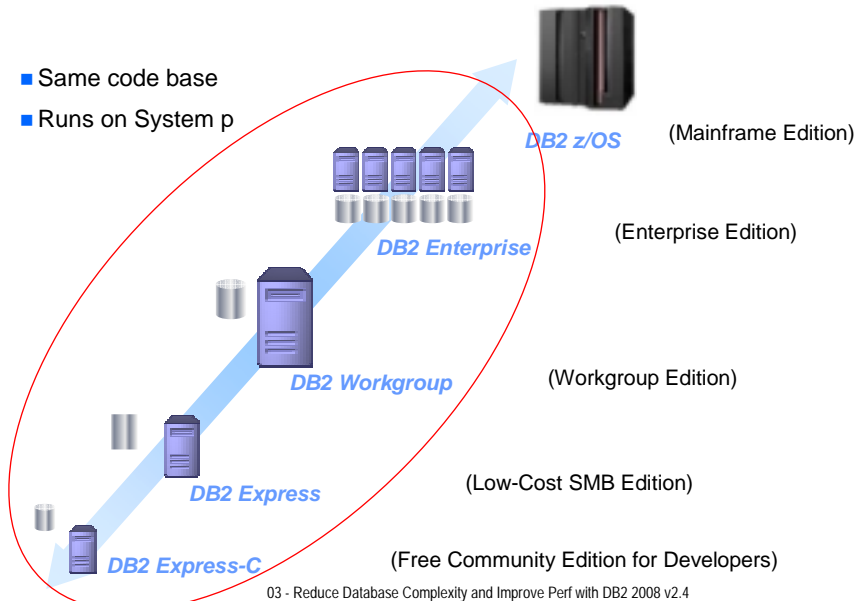 Same code base
Runs on System p
DB2 z/OS
(Mainframe Edition)
DB2 Enterprise
(Enterprise Edition)
DB2 Workgroup
(Workgroup Edition)
DB2 Express
(Low-Cost SMB Edition)
DB2 Express-C
(Free Community Edition for Developers)
03 - Reduce Database Complexity and Improve Perf with DB2 2008 v2.4